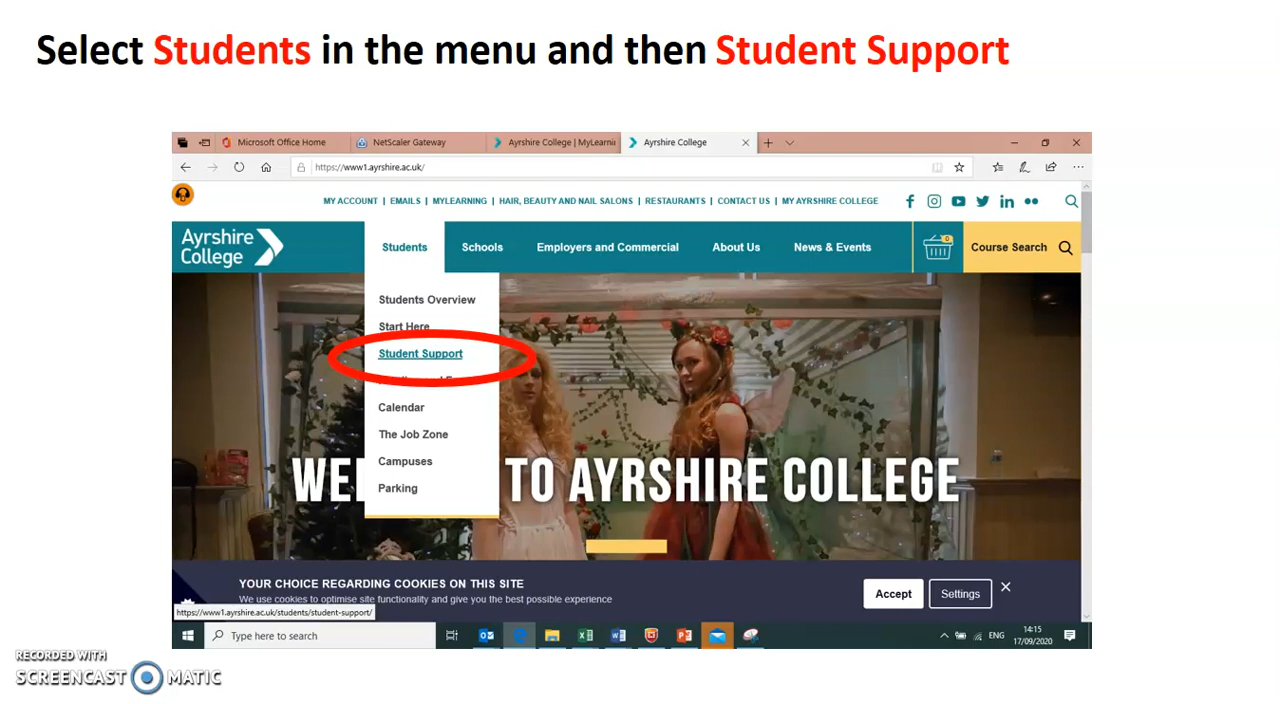 Select Students in the menu and then Student Support
Microsoft Office Home
NetScaler Gateway
Ayrshire College | MyLearnin
Ayrshire College
https://www1.ayrshire.ac.uk/
MY ACCOUNT | EMAILS | MYLEARNING | HAIR, BEAUTY AND NAIL SALONS | RESTAURANTS | CONTACT US | MY AYRSHIRE COLLEGE
Ayrshire
College
Students
Schools
Employers and Commercial
About Us
News & Events
0
Course Search
Students Overview
Start Here
Student Support
Calendar
The Job Zone
Campuses
Parking
TO AYRSHIRE COLLEGE
YOUR CHOICE REGARDING COOKIES ON THIS SITE
We use cookies to optimise site functionality and give you the best possible experience
Accept
Settings
https://www1.ayrshire.ac.uk/students/student-support/
Type here to search
ENG
14:15
17/09/2020
RECORDED WITH
SCREENCAST MATIC